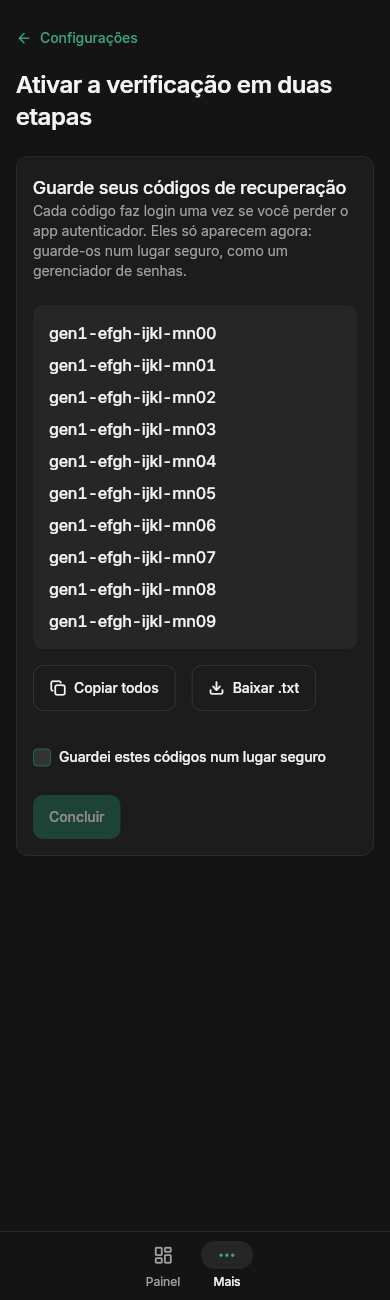 Configurações
Ativar a verificação em duas
etapas
Guarde seus códigos de recuperação
Cada código faz login uma vez se você perder o
app autenticador. Eles só aparecem agora:
guarde-os num lugar seguro, como um
gerenciador de senhas.
gen1-efgh-ijkl-mn00
gen1-efgh-ijkl-mn01
gen1-efgh-ijkl-mn02
gen1-efgh-ijkl-mn03
gen1-efgh-ijkl-mn04
gen1-efgh-ijkl-mn05
gen1-efgh-ijkl-mn06
gen1-efgh-ijkl-mn07
gen1-efgh-ijkl-mn08
gen1-efgh-ijkl-mn09
Copiar todos
Baixar .txt
Guardei estes códigos num lugar seguro
Concluir
Painel
Mais